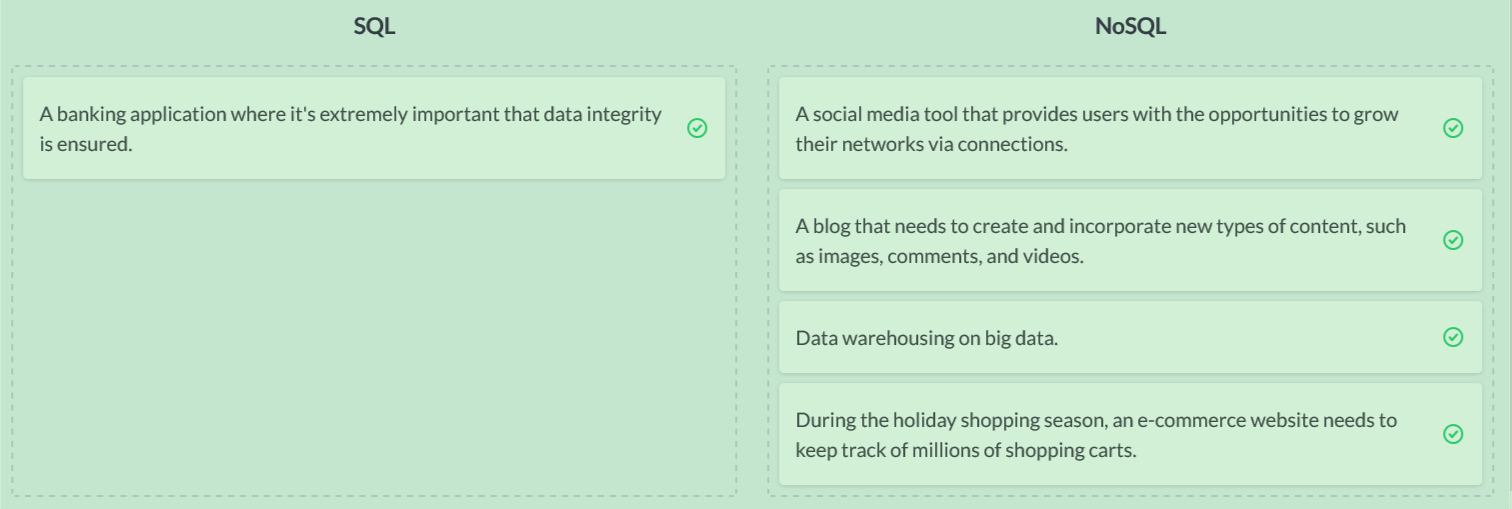 SQL
A banking application where it's extremely important that data integrity
is ensured.
NoSQL
A social media tool that provides users with the opportunities to grow
their networks via connections.
A blog that needs to create and incorporate new types of content, such
as images, comments, and videos.
Data warehousing on big data.
During the holiday shopping season, an e-commerce website needs to
keep track of millions of shopping carts.